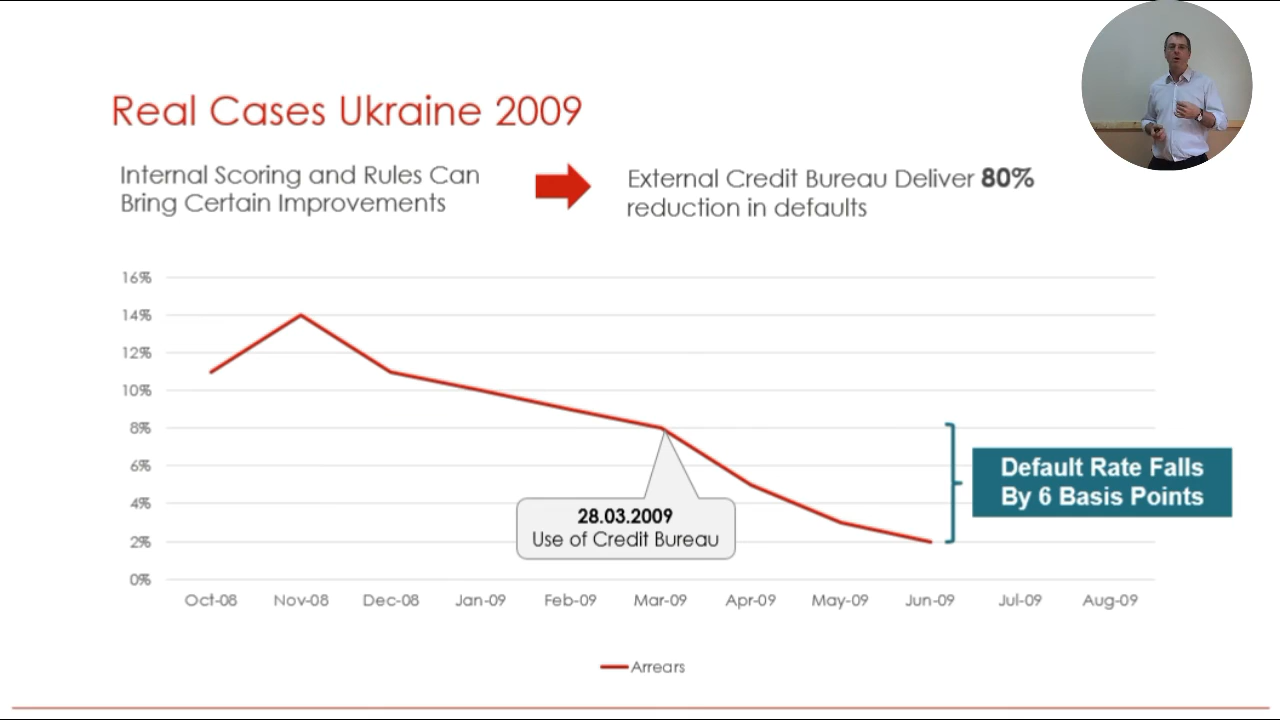 Real Cases Ukraine 2009
Internal Scoring and Rules Can
Bring Certain Improvements
External Credit Bureau Deliver 80%
reduction in defaults
16%
14%
12%
10%
8%
6%
4%
2%
0%
28.03.2009
Use of Credit Bureau
Default Rate Falls
By 6 Basis Points
Oct-08
Nov-08
Dec-08
Jan-09
Feb-09
Mar-09
Apr-09
May-09
Jun-09
Jul-09
Aug-09
Arrears